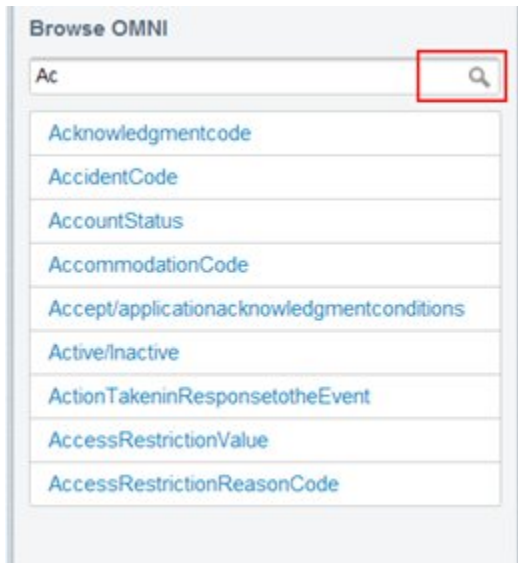 Browse OMNI
Ac
Acknowledgmentcode
AccidentCode
AccountStatus
AccommodationCode
Accept/applicationacknowledgmentconditions
Active/Inactive
ActionTakeninResponsetotheEvent
AccessRestrictionValue
AccessRestrictionReasonCode